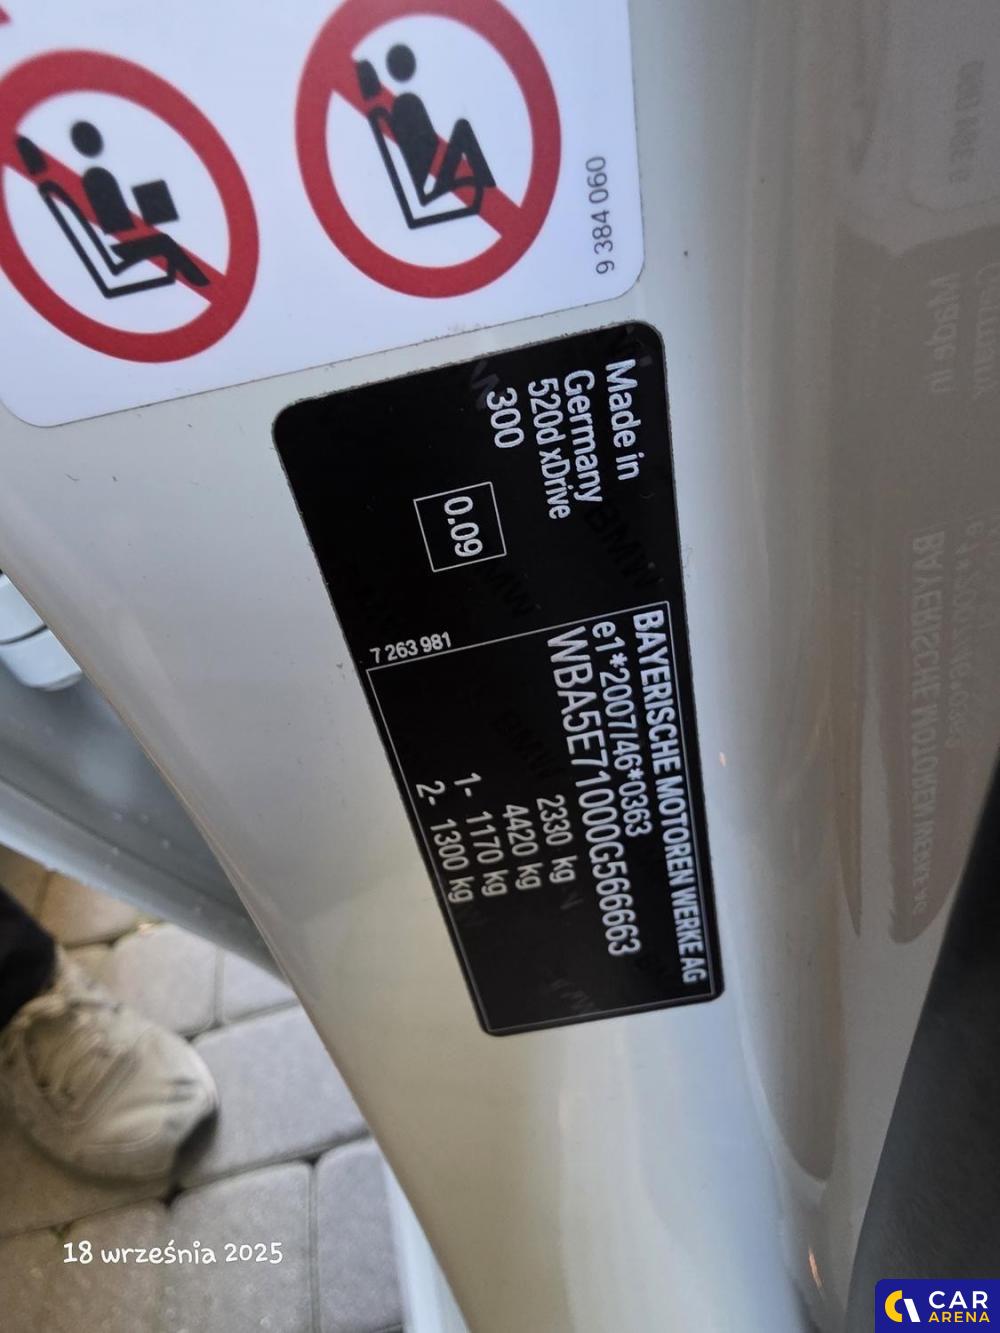 9 384 060
Made in
Germany
520d xDrive
300
0.09
7 263 981
BAYERISCHE MOTOREN WERKE AG
e1*2007/46*0363
WBA5E71000G566663
2330 kg
4420 kg
1- 1170 kg
2- 1300 kg
18 września 2025
CAR
ARENA